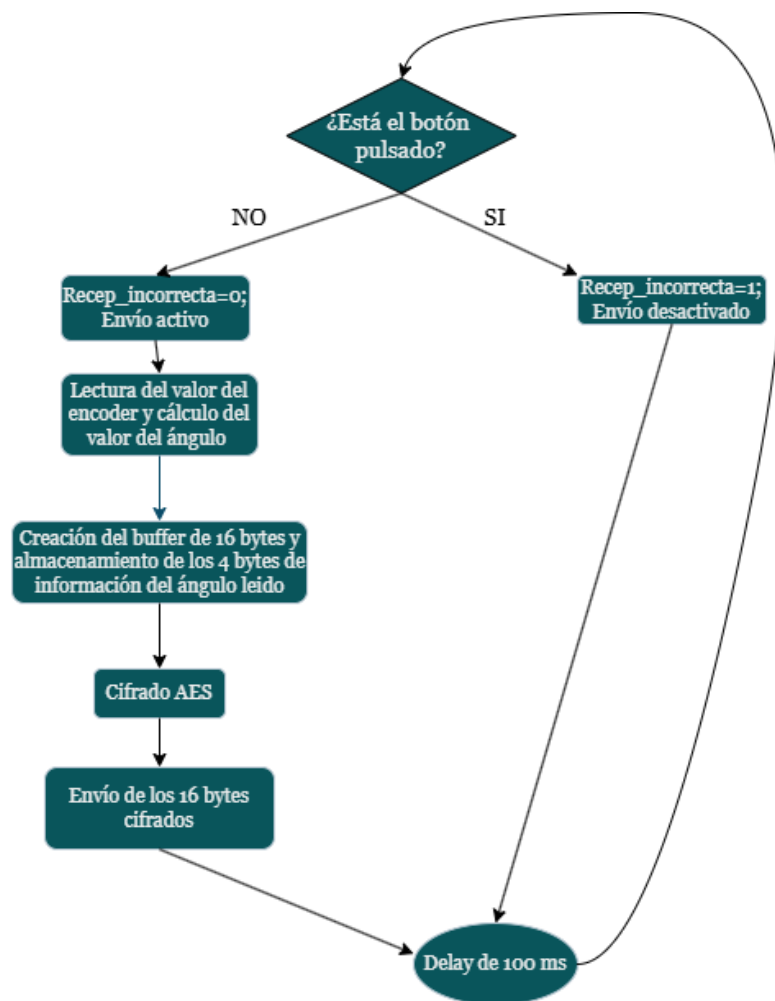 ¿Está el botón
pulsado?
NO
SI
Recep_incorrecta=0;
Envío activo
Recep_incorrecta=1;
Envío desactivado
Lectura del valor del
encoder y cálculo del
valor del ángulo
Creación del buffer de 16 bytes y
almacenamiento de los 4 bytes de
información del ángulo leido
Cifrado AES
Envío de los 16 bytes
cifrados
Delay de 100 ms